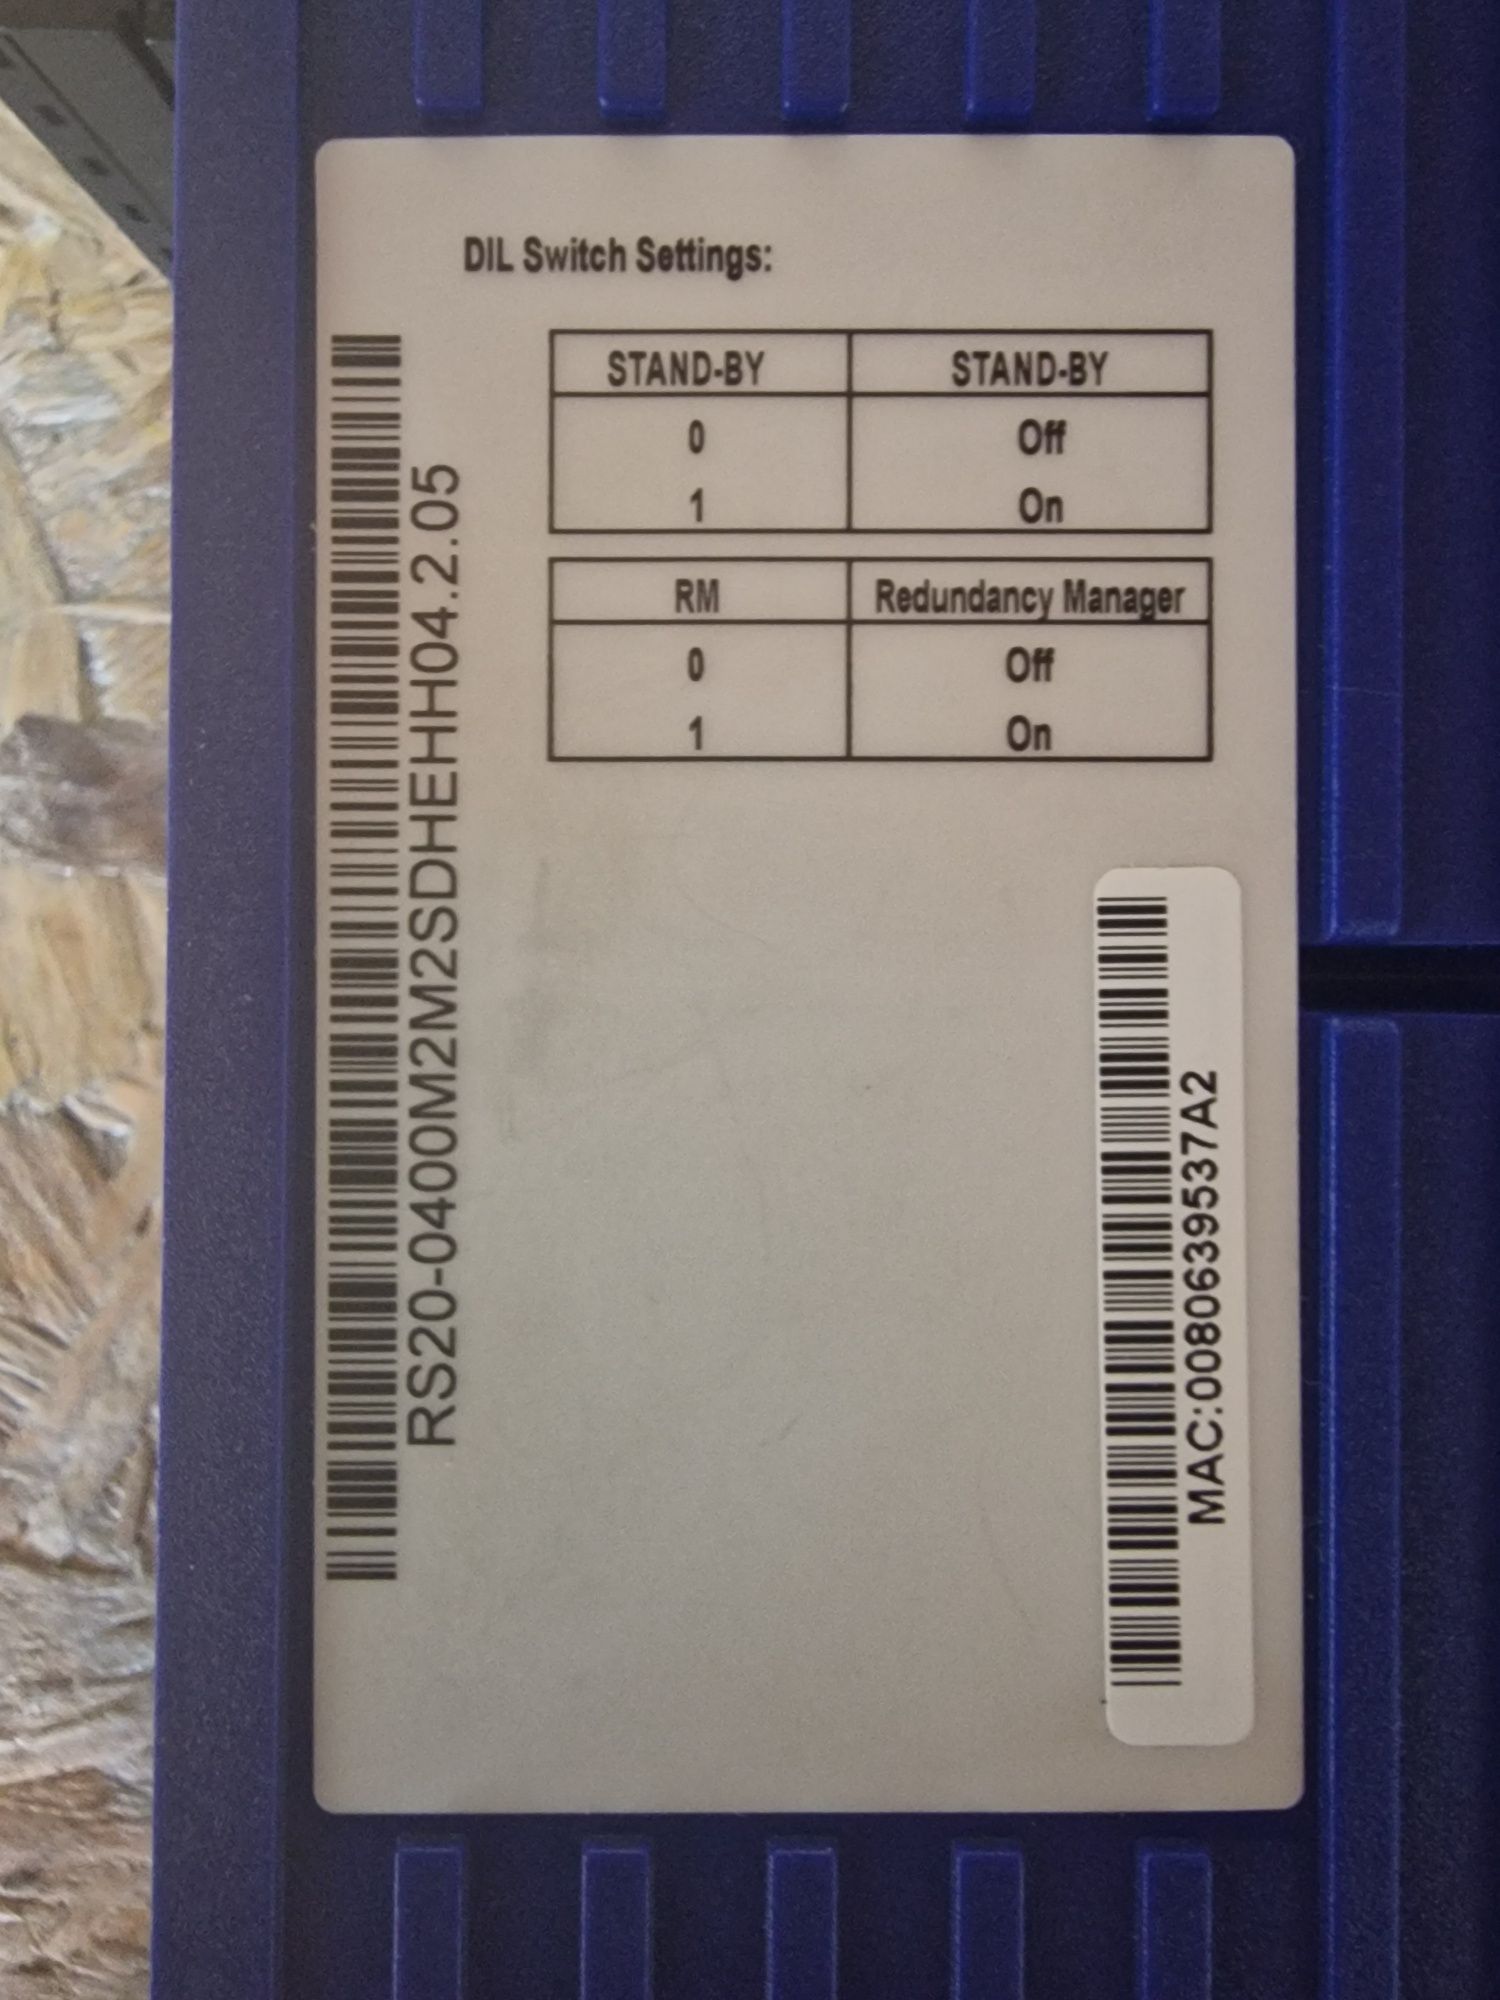 DIL Switch Settings:
STAND-BY STAND-BY
0 Off
1 On
RM Redundancy Manager
0 Off
1 On
RS20-0400M2M2SDHEHH04.2.05
MAC:0080639537A2